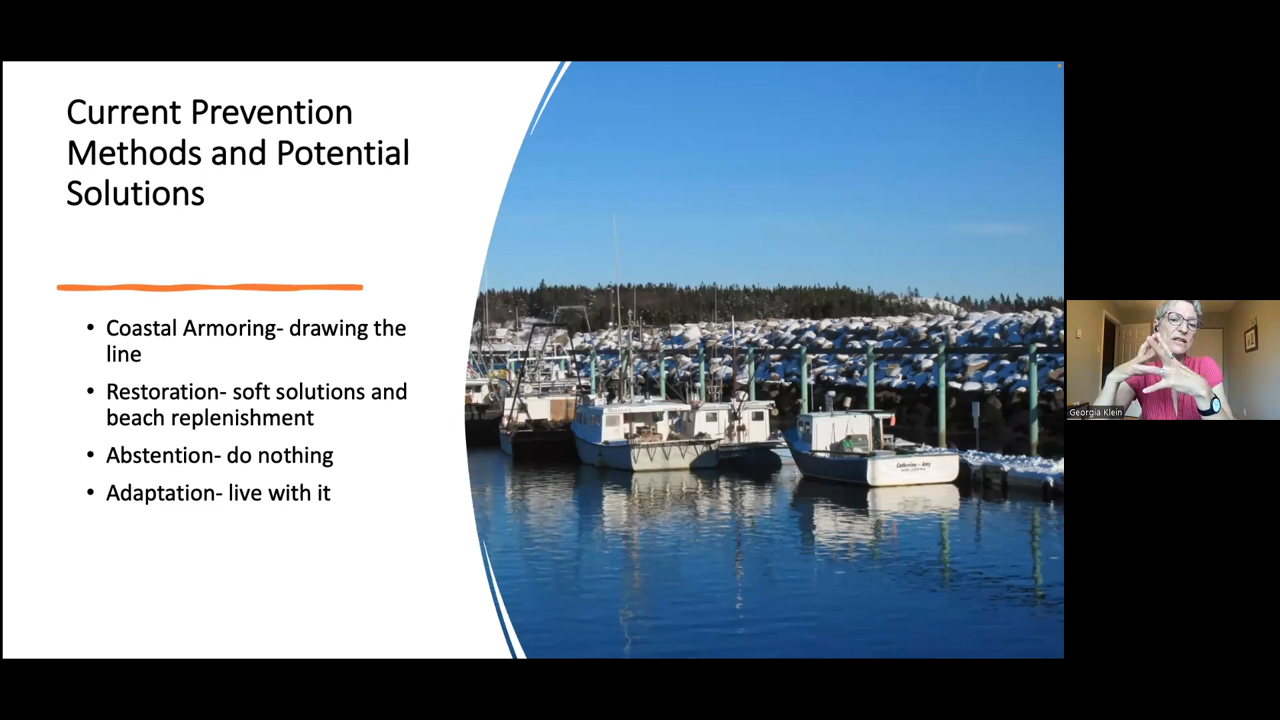 Current Prevention
Methods and Potential
Solutions
• Coastal Armoring- drawing the
line
• Restoration- soft solutions and
beach replenishment
• Abstention- do nothing
• Adaptation- live with it
Georgia Klein